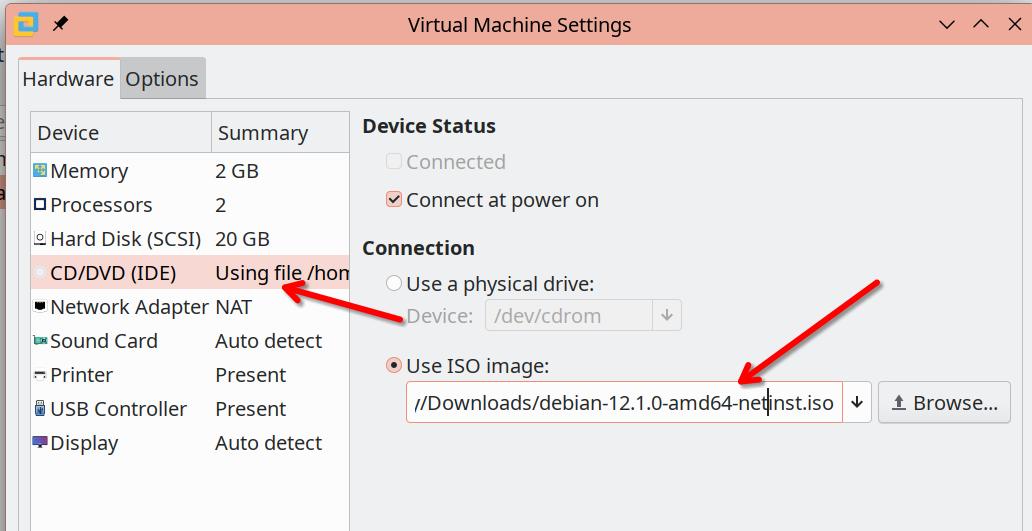 Virtual Machine Settings
Hardware Options
Device Summary
Memory 2 GB
Processors 2
Hard Disk (SCSI) 20 GB
CD/DVD (IDE) Using file /hom
Network Adapter NAT
Sound Card Auto detect
Printer Present
USB Controller Present
Display Auto detect
Device Status
Connected
Connect at power on
Connection
Use a physical drive:
Device: /dev/cdrom
Use ISO image:
//Downloads/debian-12.1.0-amd64-netinst.iso Browse...